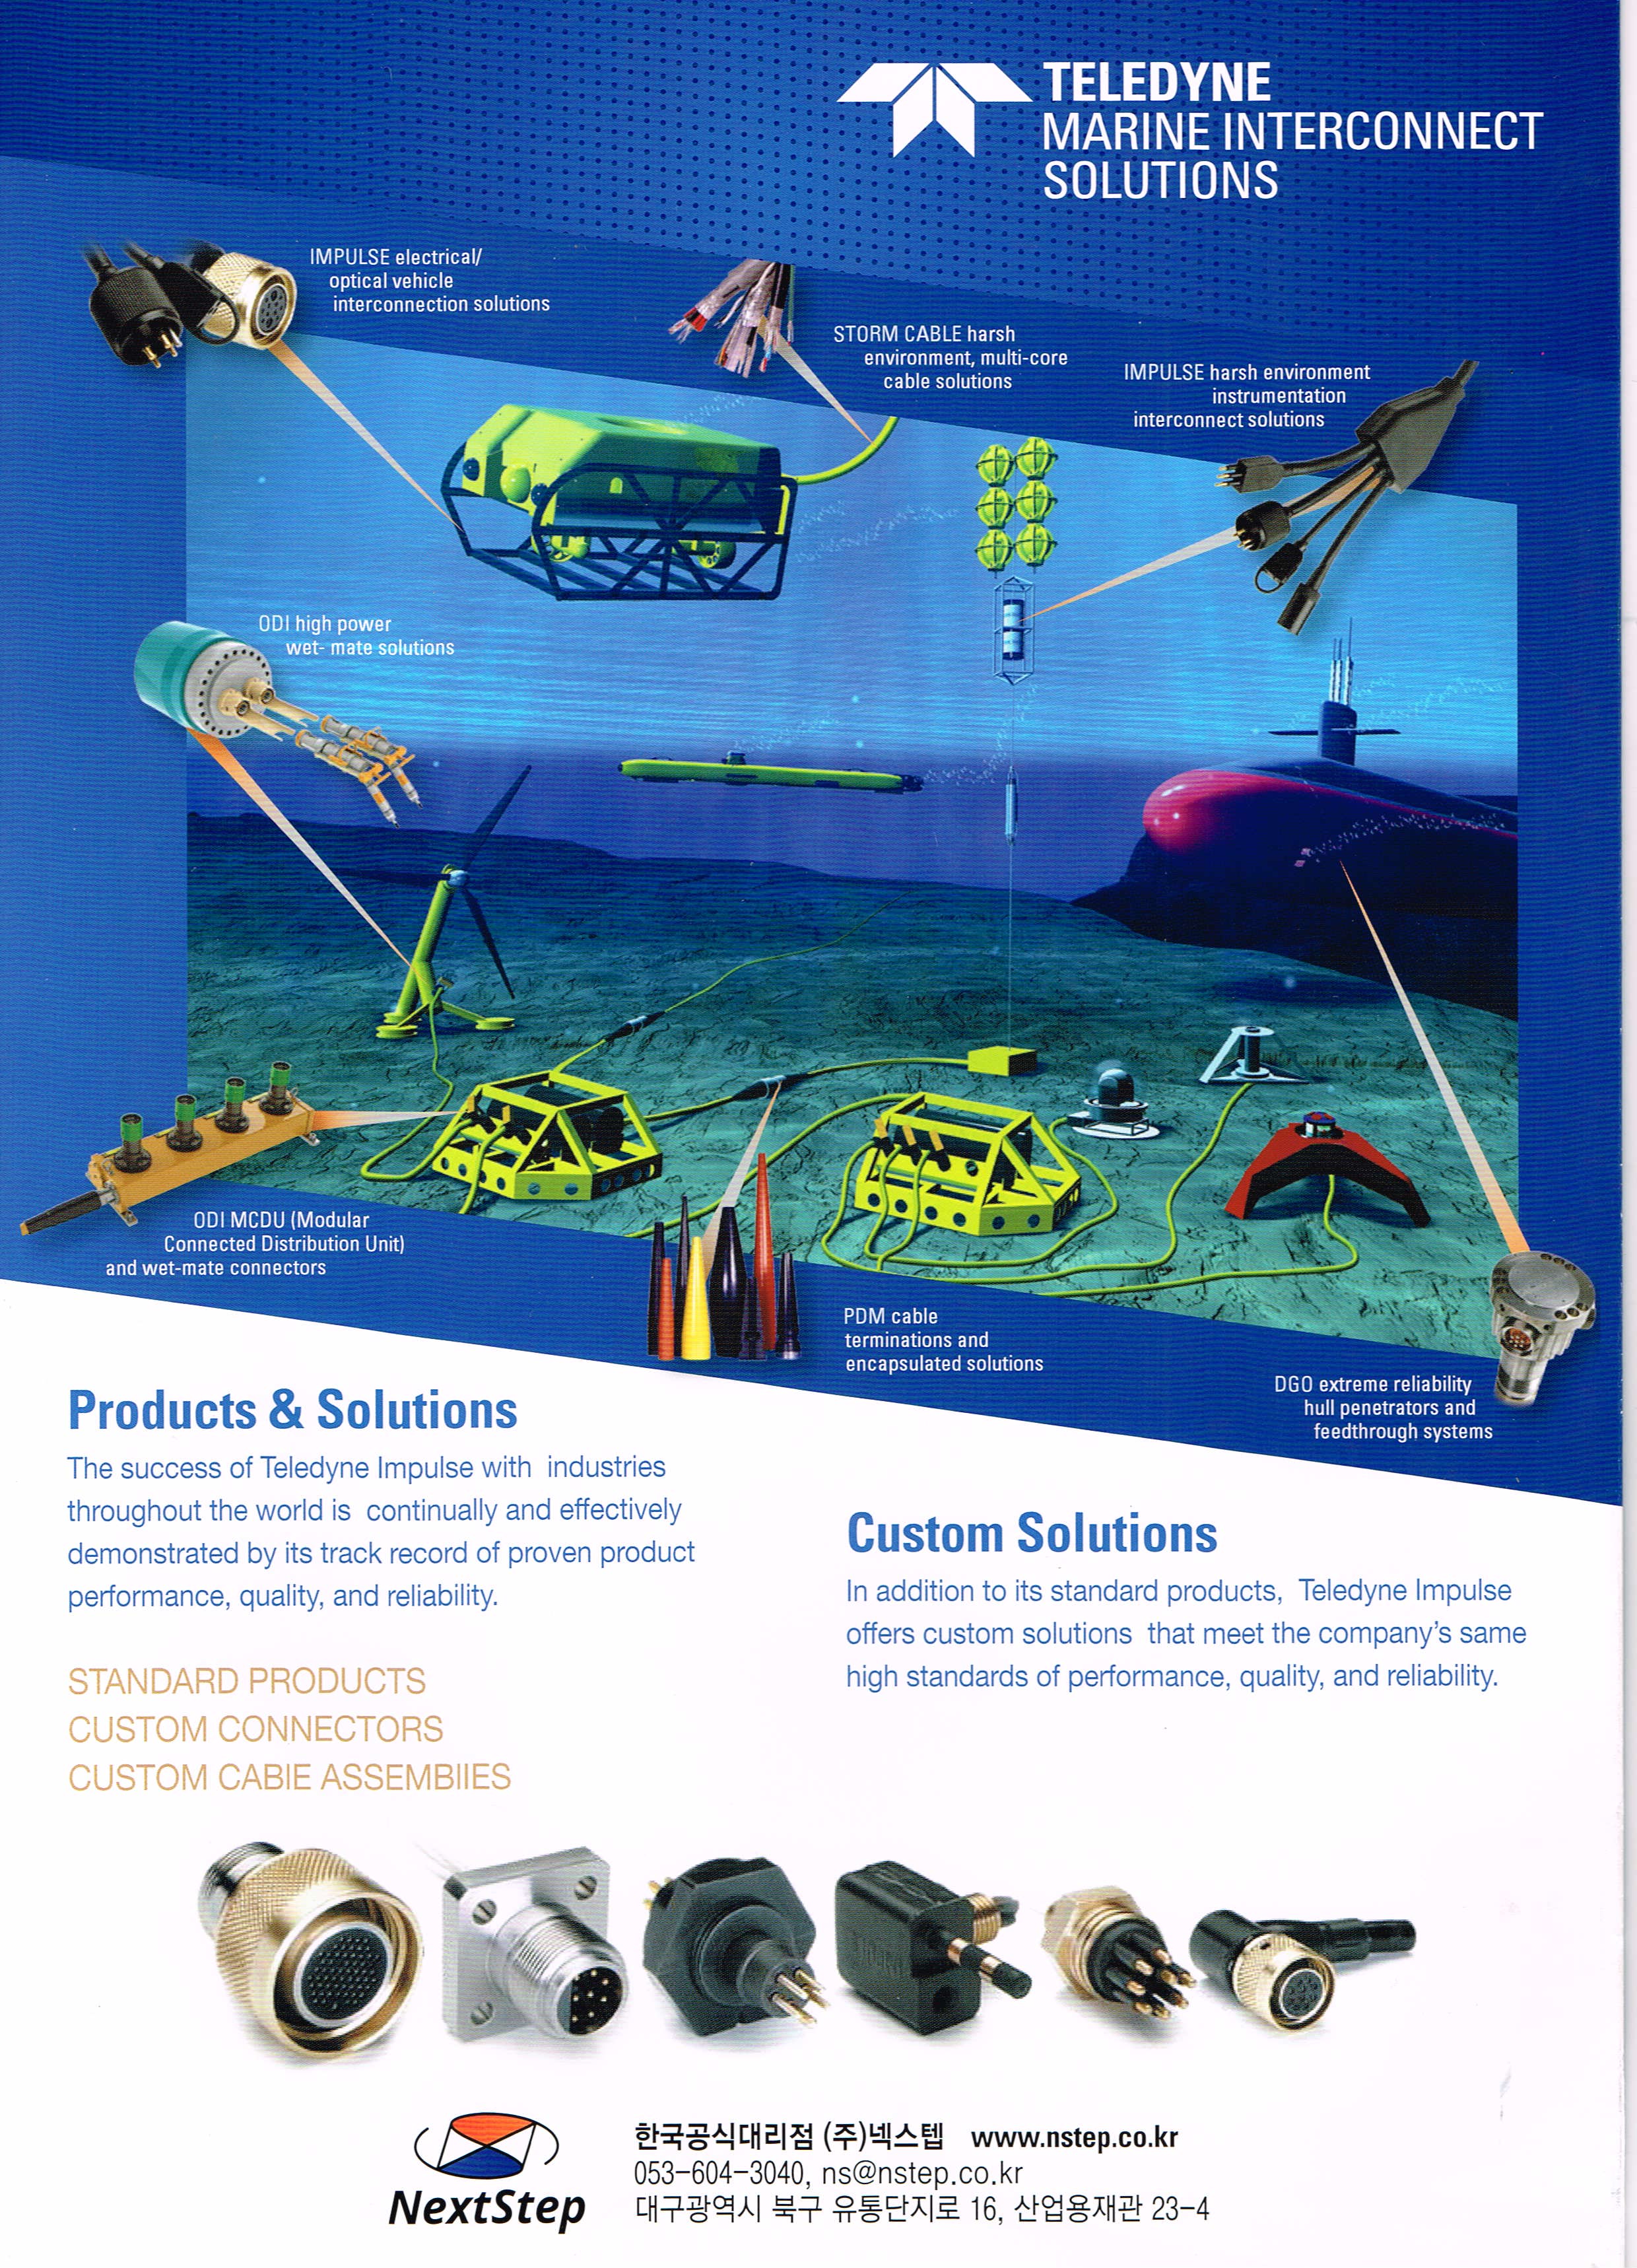 TELEDYNE
MARINE INTERCONNECT
SOLUTIONS
IMPULSE electrical/
optical vehicle
interconnection solutions
STORM CABLE harsh
environment, multi-core
cable solutions
IMPULSE harsh environment
instrumentation
interconnect solutions
ODI high power
wet- mate solutions
ODI MCDU (Modular
Connected Distribution Unit)
and wet-mate connectors
PDM cable
terminations and
encapsulated solutions
DGO extreme reliability
hull penetrators and
feedthrough systems
Products & Solutions
The success of Teledyne Impulse with industries
throughout the world is continually and effectively
demonstrated by its track record of proven product
performance, quality, and reliability.
STANDARD PRODUCTS
CUSTOM CONNECTORS
CUSTOM CABIE ASSEMBIIES
Custom Solutions
In addition to its standard products, Teledyne Impulse
offers custom solutions that meet the company's same
high standards of performance, quality, and reliability.
NextStep
한국공식대리점 (주)넥스텝 www.nstep.co.kr
053-604-3040, ns@nstep.co.kr
대구광역시 북구 유통단지로 16, 산업용재관 23-4